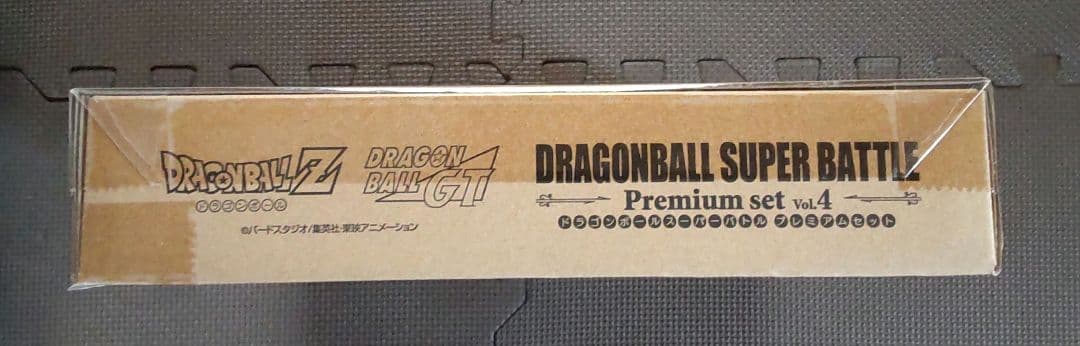 DRAGONBALL Z
ドラゴンボール
DRAGON
BALL GT
©バードスタジオ/集英社・東映アニメーション
DRAGONBALL SUPER BATTLE
Premium set Vol.4
ドラゴンボールスーパーバトル プレミアムセット